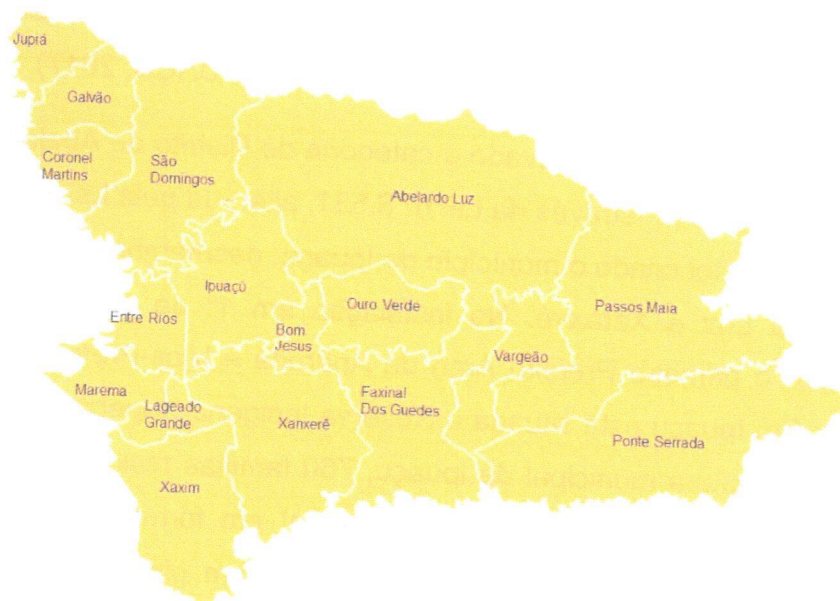 Jupiá
Galvão
Coronel
Martins
São
Domingos
Abelardo Luz
Ipuaçú
Entre Rios
Bom
Jesus
Ouro Verde
Passos Maia
Vargeão
Marema
Lageado
Grande
Xanxerê
Faxinal
Dos Guedes
Ponte Serrada
Xaxim